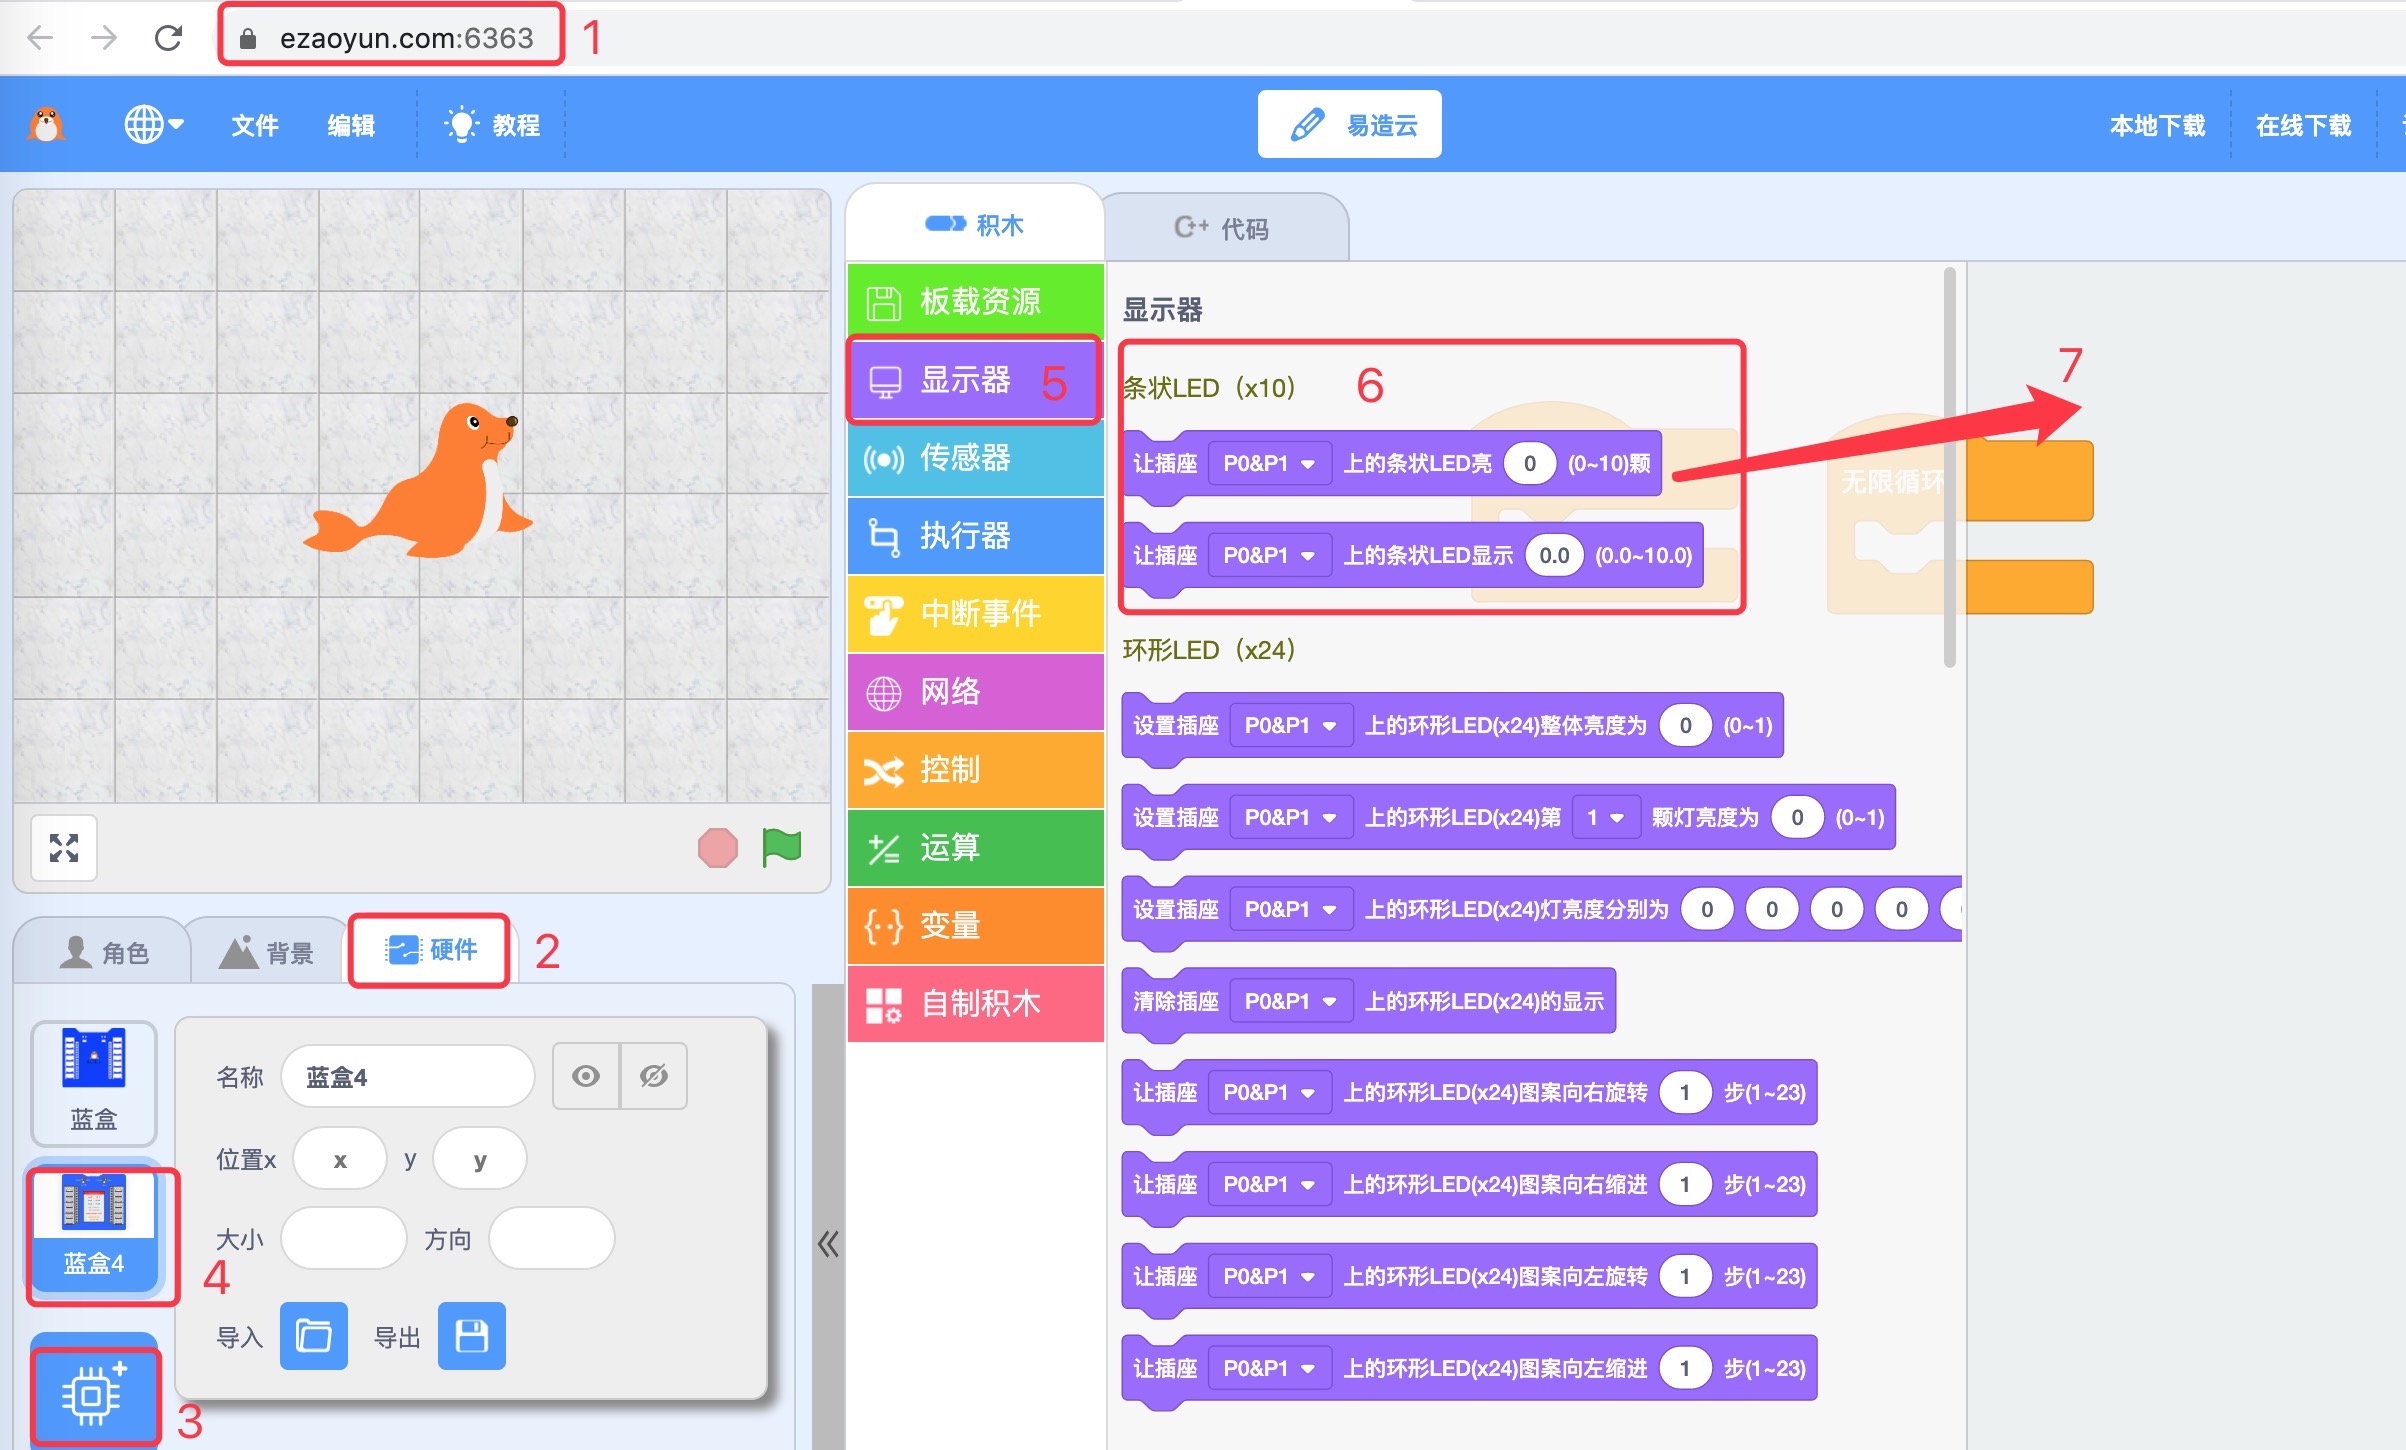 ezaoyun.com:6363 1
文件 编辑 教程 易造云 本地下载 在线下载
积木 C++ 代码
板载资源
显示器 5
传感器
执行器
中断事件
网络
控制
运算
变量
自制积木
显示器
条状LED（x10） 6
7
让插座 P0&P1 上的条状LED亮 0 (0~10)颗
无限循环
让插座 P0&P1 上的条状LED显示 0.0 (0.0~10.0)
环形LED（x24）
设置插座 P0&P1 上的环形LED(x24)整体亮度为 0 (0~1)
设置插座 P0&P1 上的环形LED(x24)第 1 颗灯亮度为 0 (0~1)
设置插座 P0&P1 上的环形LED(x24)灯亮度分别为 0 0 0 0
清除插座 P0&P1 上的环形LED(x24)的显示
让插座 P0&P1 上的环形LED(x24)图案向右旋转 1 步(1~23)
让插座 P0&P1 上的环形LED(x24)图案向右缩进 1 步(1~23)
让插座 P0&P1 上的环形LED(x24)图案向左旋转 1 步(1~23)
让插座 P0&P1 上的环形LED(x24)图案向左缩进 1 步(1~23)
角色 背景 硬件 2
蓝盒
蓝盒4
4
3
名称 蓝盒4
位置x x y y
大小 方向
导入 导出